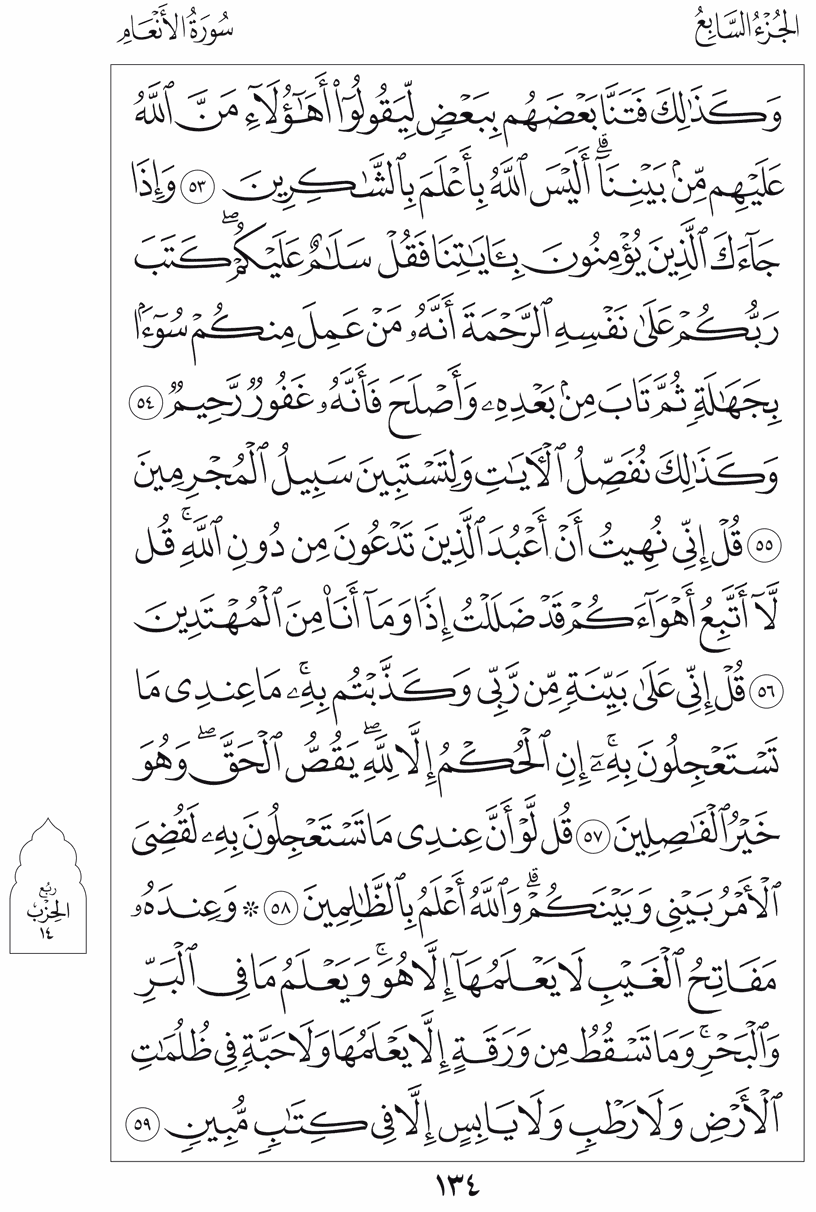 الجُزْءُ السَّابِعُ
سُورَةُ الأَنْعَامِ
وَكَذَٰلِكَ فَتَنَّا بَعْضَهُم بِبَعْضٍ لِّيَقُولُوٓا۟ أَهَٰٓؤُلَآءِ مَنَّ ٱللَّهُ
عَلَيْهِم مِّنۢ بَيْنِنَآ ۗ أَلَيْسَ ٱللَّهُ بِأَعْلَمَ بِٱلشَّٰكِرِينَ ٥٣ وَإِذَا
جَآءَكَ ٱلَّذِينَ يُؤْمِنُونَ بِـَٔايَٰتِنَا فَقُلْ سَلَٰمٌ عَلَيْكُمْ ۖ كَتَبَ
رَبُّكُمْ عَلَىٰ نَفْسِهِ ٱلرَّحْمَةَ أَنَّهُۥ مَنْ عَمِلَ مِنكُمْ سُوٓءًۢا
بِجَهَٰلَةٍ ثُمَّ تَابَ مِنۢ بَعْدِهِۦ وَأَصْلَحَ فَأَنَّهُۥ غَفُورٌ رَّحِيمٌ ٥٤
وَكَذَٰلِكَ نُفَصِّلُ ٱلْءَايَٰتِ وَلِتَسْتَبِينَ سَبِيلُ ٱلْمُجْرِمِينَ
٥٥ قُلْ إِنِّى نُهِيتُ أَنْ أَعْبُدَ ٱلَّذِينَ تَدْعُونَ مِن دُونِ ٱللَّهِ ۚ قُل
لَّآ أَتَّبِعُ أَهْوَآءَكُمْ قَدْ ضَلَلْتُ إِذًا وَمَآ أَنَا۠ مِنَ ٱلْمُهْتَدِينَ
٥٦ قُلْ إِنِّى عَلَىٰ بَيِّنَةٍ مِّن رَّبِّى وَكَذَّبْتُم بِهِۦ ۚ مَا عِندِى مَا
تَسْتَعْجِلُونَ بِهِۦٓ ۚ إِنِ ٱلْحُكْمُ إِلَّا لِلَّهِ ۖ يَقُصُّ ٱلْحَقَّ ۖ وَهُوَ
خَيْرُ ٱلْفَٰصِلِينَ ٥٧ قُل لَّوْ أَنَّ عِندِى مَا تَسْتَعْجِلُونَ بِهِۦ لَقُضِىَ
ٱلْأَمْرُ بَيْنِى وَبَيْنَكُمْ ۗ وَٱللَّهُ أَعْلَمُ بِٱلظَّٰلِمِينَ ٥٨ ۞ وَعِندَهُۥ
مَفَاتِحُ ٱلْغَيْبِ لَا يَعْلَمُهَآ إِلَّا هُوَ ۚ وَيَعْلَمُ مَا فِى ٱلْبَرِّ
وَٱلْبَحْرِ ۚ وَمَا تَسْقُطُ مِن وَرَقَةٍ إِلَّا يَعْلَمُهَا وَلَا حَبَّةٍ فِى ظُلُمَٰتِ
ٱلْأَرْضِ وَلَا رَطْبٍ وَلَا يَابِسٍ إِلَّا فِى كِتَٰبٍ مُّبِينٍ ٥٩
ربع
الحِزْب
١٤
١٣٤